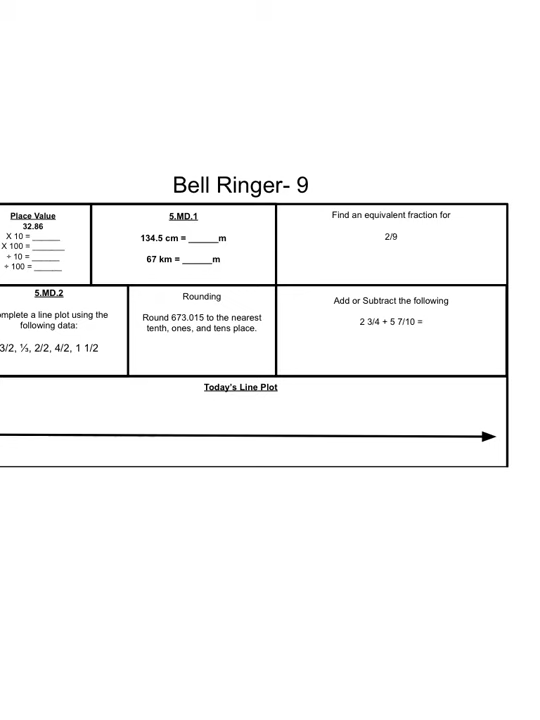 Bell Ringer- 9
Place Value
32.86
X 10 = ______
X 100 = _______
÷ 10 = ______
÷ 100 = ______
5.MD.1
134.5 cm = ______m
67 km = ______m
Find an equivalent fraction for
2/9
5.MD.2
omplete a line plot using the
following data:
3/2, ⅓, 2/2, 4/2, 1 1/2
Rounding
Round 673.015 to the nearest
tenth, ones, and tens place.
Add or Subtract the following
2 3/4 + 5 7/10 =
Today's Line Plot